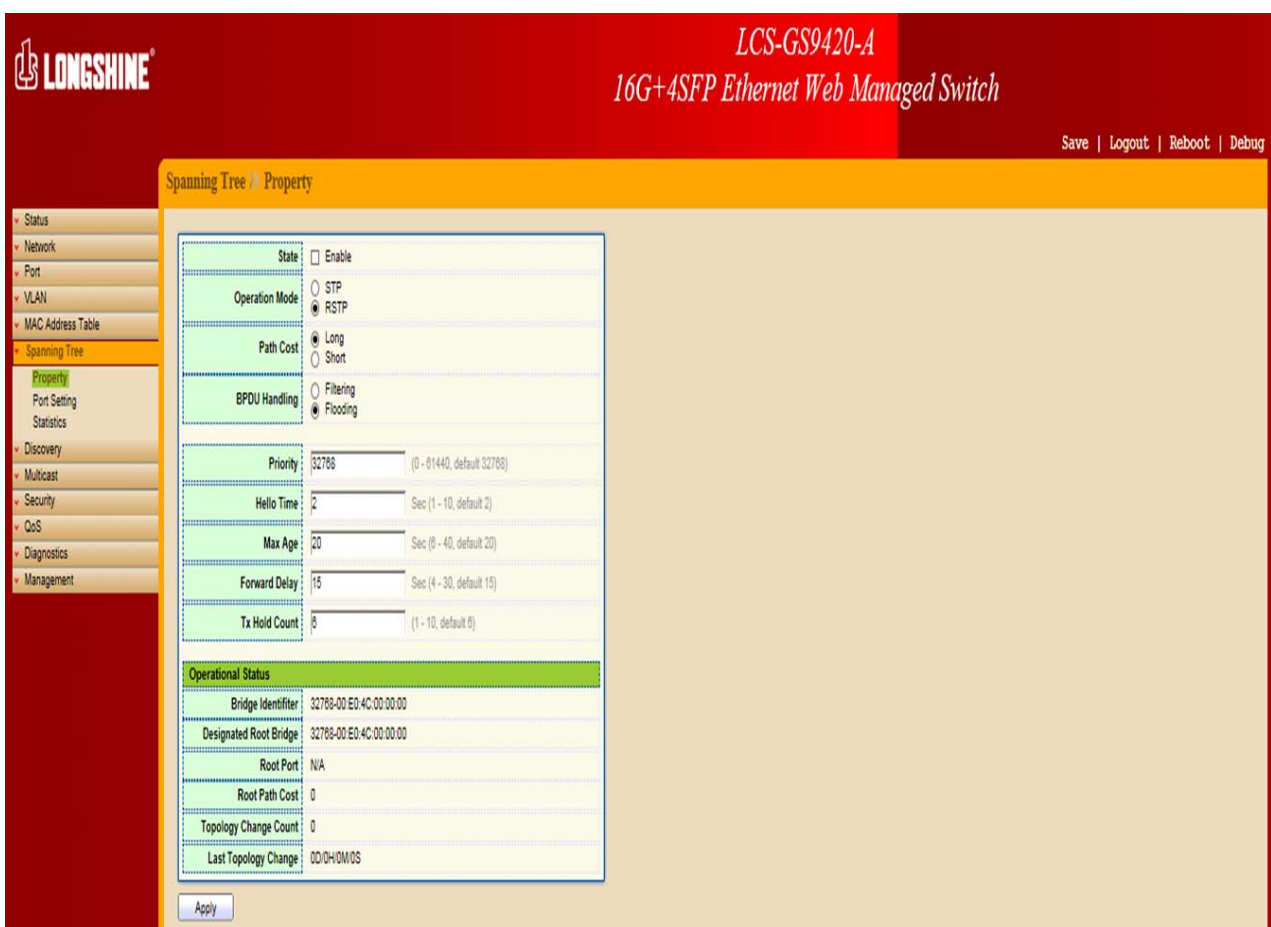 LONGSHINE®
LCS-GS9420-A
16G+4SFP Ethernet Web Managed Switch
Save | Logout | Reboot | Debug
Spanning Tree » Property
Status
Network
Port
VLAN
MAC Address Table
Spanning Tree
Property
Port Setting
Statistics
Discovery
Multicast
Security
QoS
Diagnostics
Management
State Enable
Operation Mode STP
RSTP
Path Cost Long
Short
BPDU Handling Filtering
Flooding
Priority 32768 (0 - 61440, default 32768)
Hello Time 2 Sec (1 - 10, default 2)
Max Age 20 Sec (6 - 40, default 20)
Forward Delay 15 Sec (4 - 30, default 15)
Tx Hold Count 6 (1 - 10, default 6)
Operational Status
Bridge Identifiter 32768-00:E0:4C:00:00:00
Designated Root Bridge 32768-00:E0:4C:00:00:00
Root Port N/A
Root Path Cost 0
Topology Change Count 0
Last Topology Change 0D/0H/0M/0S
Apply